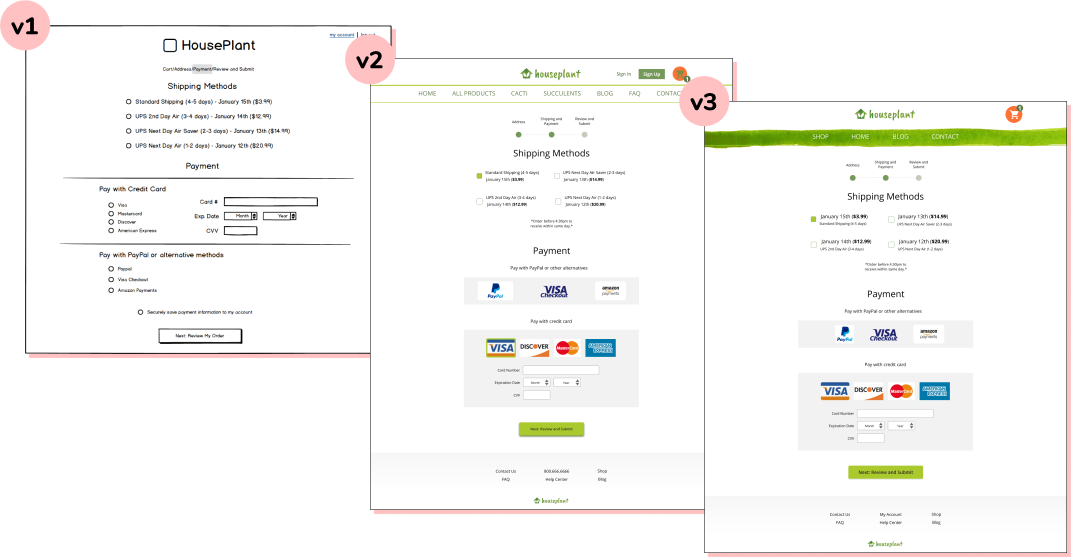 v1
my account
HousePlant
Cart/Address/Payment/Review and Submit
Shipping Methods
Standard Shipping (4-5 days) - January 15th ($3.99)
UPS 2nd Day Air (3-4 days) - January 14th ($12.99)
UPS Next Day Air Saver (2-3 days) - January 13th ($14.99)
UPS Next Day Air (1-2 days) - January 12th ($20.99)
Payment
Pay with Credit Card
Visa
Mastercard
Discover
American Express
Card #
Exp. Date Month Year
CVV
Pay with PayPal or alternative methods
Paypal
Visa Checkout
Amazon Payments
Securely save payment information to my account
Next: Review My Order
v2
houseplant
Sign In Sign Up
1
HOME ALL PRODUCTS CACTI SUCCULENTS BLOG FAQ CONTAC
Address
Shipping and
Payment
Review and
Submit
Shipping Methods
Standard Shipping (4-5 days)
January 15th ($3.99)
UPS Next Day Air Saver (2-3 days)
January 13th ($14.99)
UPS 2nd Day Air (3-4 days)
January 14th ($12.99)
UPS Next Day Air (1-2 days)
January 12th ($20.99)
*Order before 4:30pm to
receive within same day.*
Payment
Pay with PayPal or other alternatives
PayPal
VISA
Checkout
amazon
payments
Pay with credit card
VISA
DISCOVER
MasterCard
AMERICAN
EXPRESS
Card Number
Expiration Date Month Year
CVV
Next: Review and Submit
Contact Us 800.666.6666 Shop
FAQ Help Center Blog
houseplant
v3
houseplant
SHOP HOME BLOG CONTACT
Address
Shipping and
Payment
Review and
Submit
Shipping Methods
January 15th ($3.99)
Standard Shipping (4-5 days)
January 13th ($14.99)
UPS Next Day Air Saver (2-3 days)
January 14th ($12.99)
UPS 2nd Day Air (3-4 days)
January 12th ($20.99)
UPS Next Day Air (1-2 days)
*Order before 4:30pm to
receive within same day.*
Payment
Pay with PayPal or other alternatives
PayPal
VISA
Checkout
amazon
payments
Pay with credit card
VISA
DISCOVER
MasterCard
AMERICAN
EXPRESS
Card Number
Expiration Date Month Year
CVV
Next: Review and Submit
Contact Us My Account Shop
FAQ Help Center Blog
houseplant